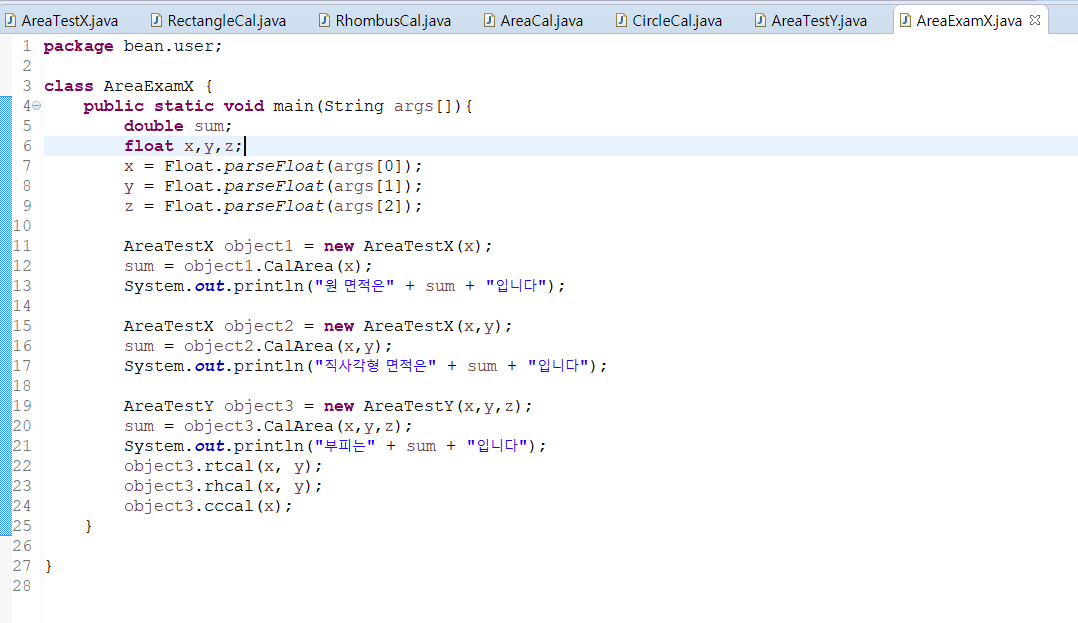 AreaTestX.java RectangleCal.java RhombusCal.java AreaCal.java CircleCal.java AreaTestY.java AreaExamX.java
1 package bean.user;
2
3 class AreaExamX {
4 public static void main(String args[]){
5 double sum;
6 float x,y,z;
7 x = Float.parseFloat(args[0]);
8 y = Float.parseFloat(args[1]);
9 z = Float.parseFloat(args[2]);
10
11 AreaTestX object1 = new AreaTestX(x);
12 sum = object1.CalArea(x);
13 System.out.println("원 면적은" + sum + "입니다");
14
15 AreaTestX object2 = new AreaTestX(x,y);
16 sum = object2.CalArea(x,y);
17 System.out.println("직사각형 면적은" + sum + "입니다");
18
19 AreaTestY object3 = new AreaTestY(x,y,z);
20 sum = object3.CalArea(x,y,z);
21 System.out.println("부피는" + sum + "입니다");
22 object3.rtcal(x, y);
23 object3.rhcal(x, y);
24 object3.cccal(x);
25 }
26
27 }
28